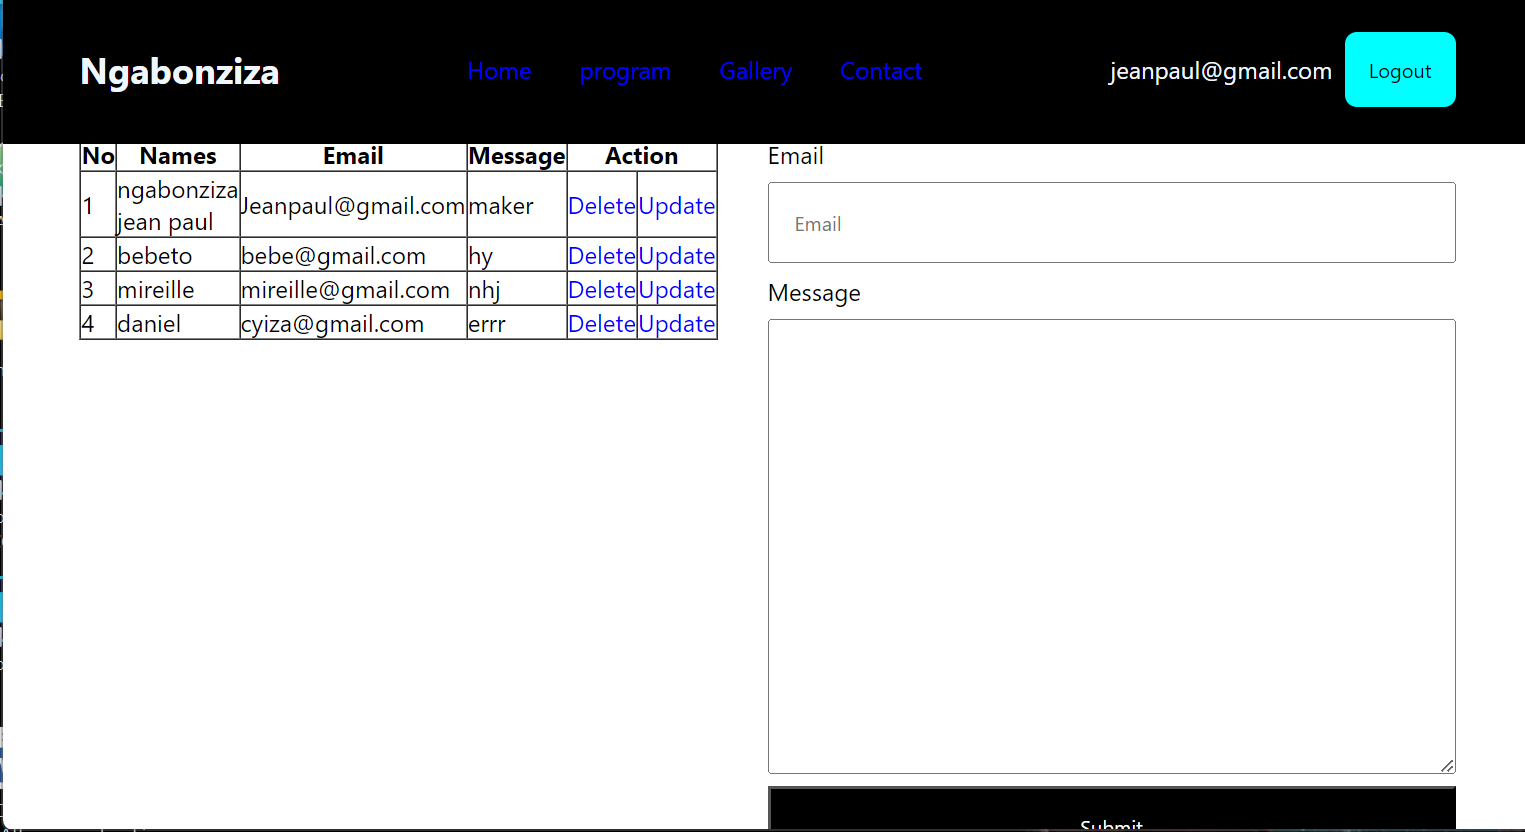 Ngabonziza Home program Gallery Contact jeanpaul@gmail.com Logout
No Names Email Message Action
1 ngabonziza jean paul Jeanpaul@gmail.com maker Delete Update
2 bebeto bebe@gmail.com hy Delete Update
3 mireille mireille@gmail.com nhj Delete Update
4 daniel cyiza@gmail.com errr Delete Update
Email
Email
Message
Submit